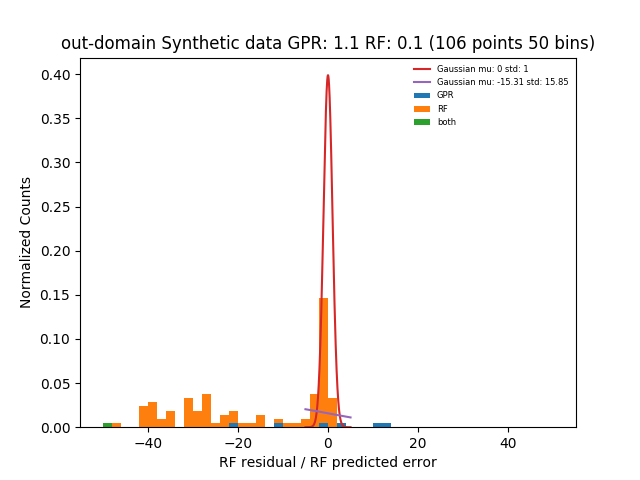 out-domain Synthetic data GPR: 1.1 RF: 0.1 (106 points 50 bins)
Gaussian mu: 0 std: 1
Gaussian mu: -15.31 std: 15.85
GPR
RF
both
Normalized Counts
0.40
0.35
0.30
0.25
0.20
0.15
0.10
0.05
0.00
−40 −20 0 20 40
RF residual / RF predicted error